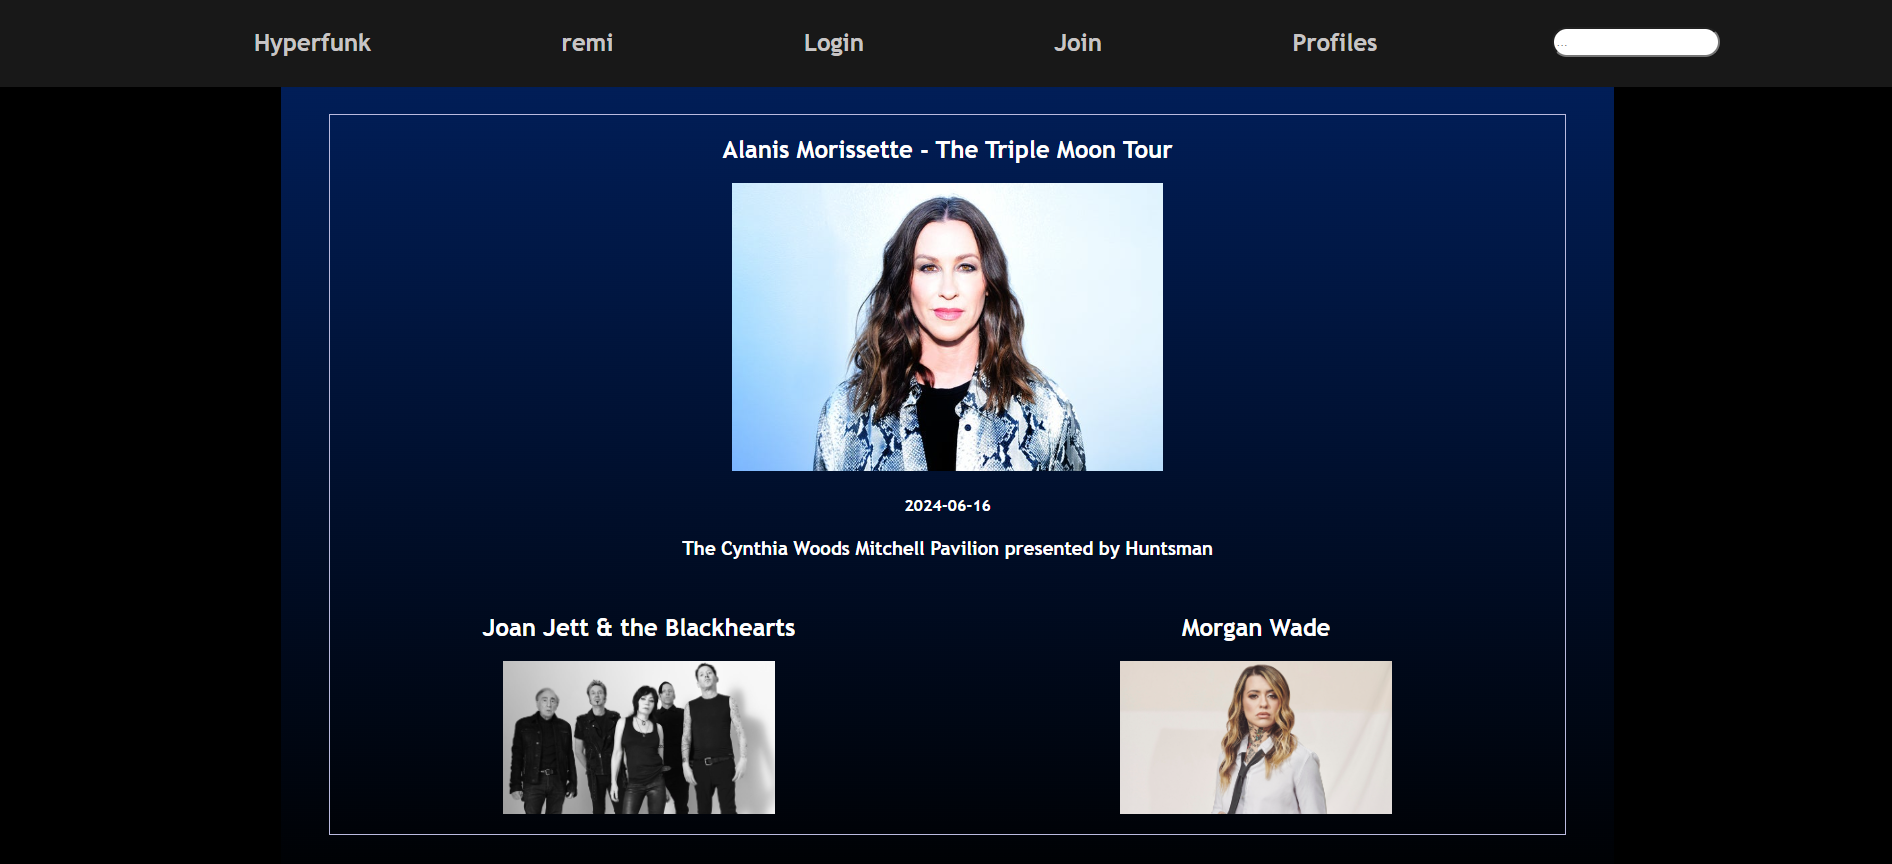 Hyperfunk remi Login Join Profiles ...
Alanis Morissette - The Triple Moon Tour
2024-06-16
The Cynthia Woods Mitchell Pavilion presented by Huntsman
Joan Jett & the Blackhearts
Morgan Wade